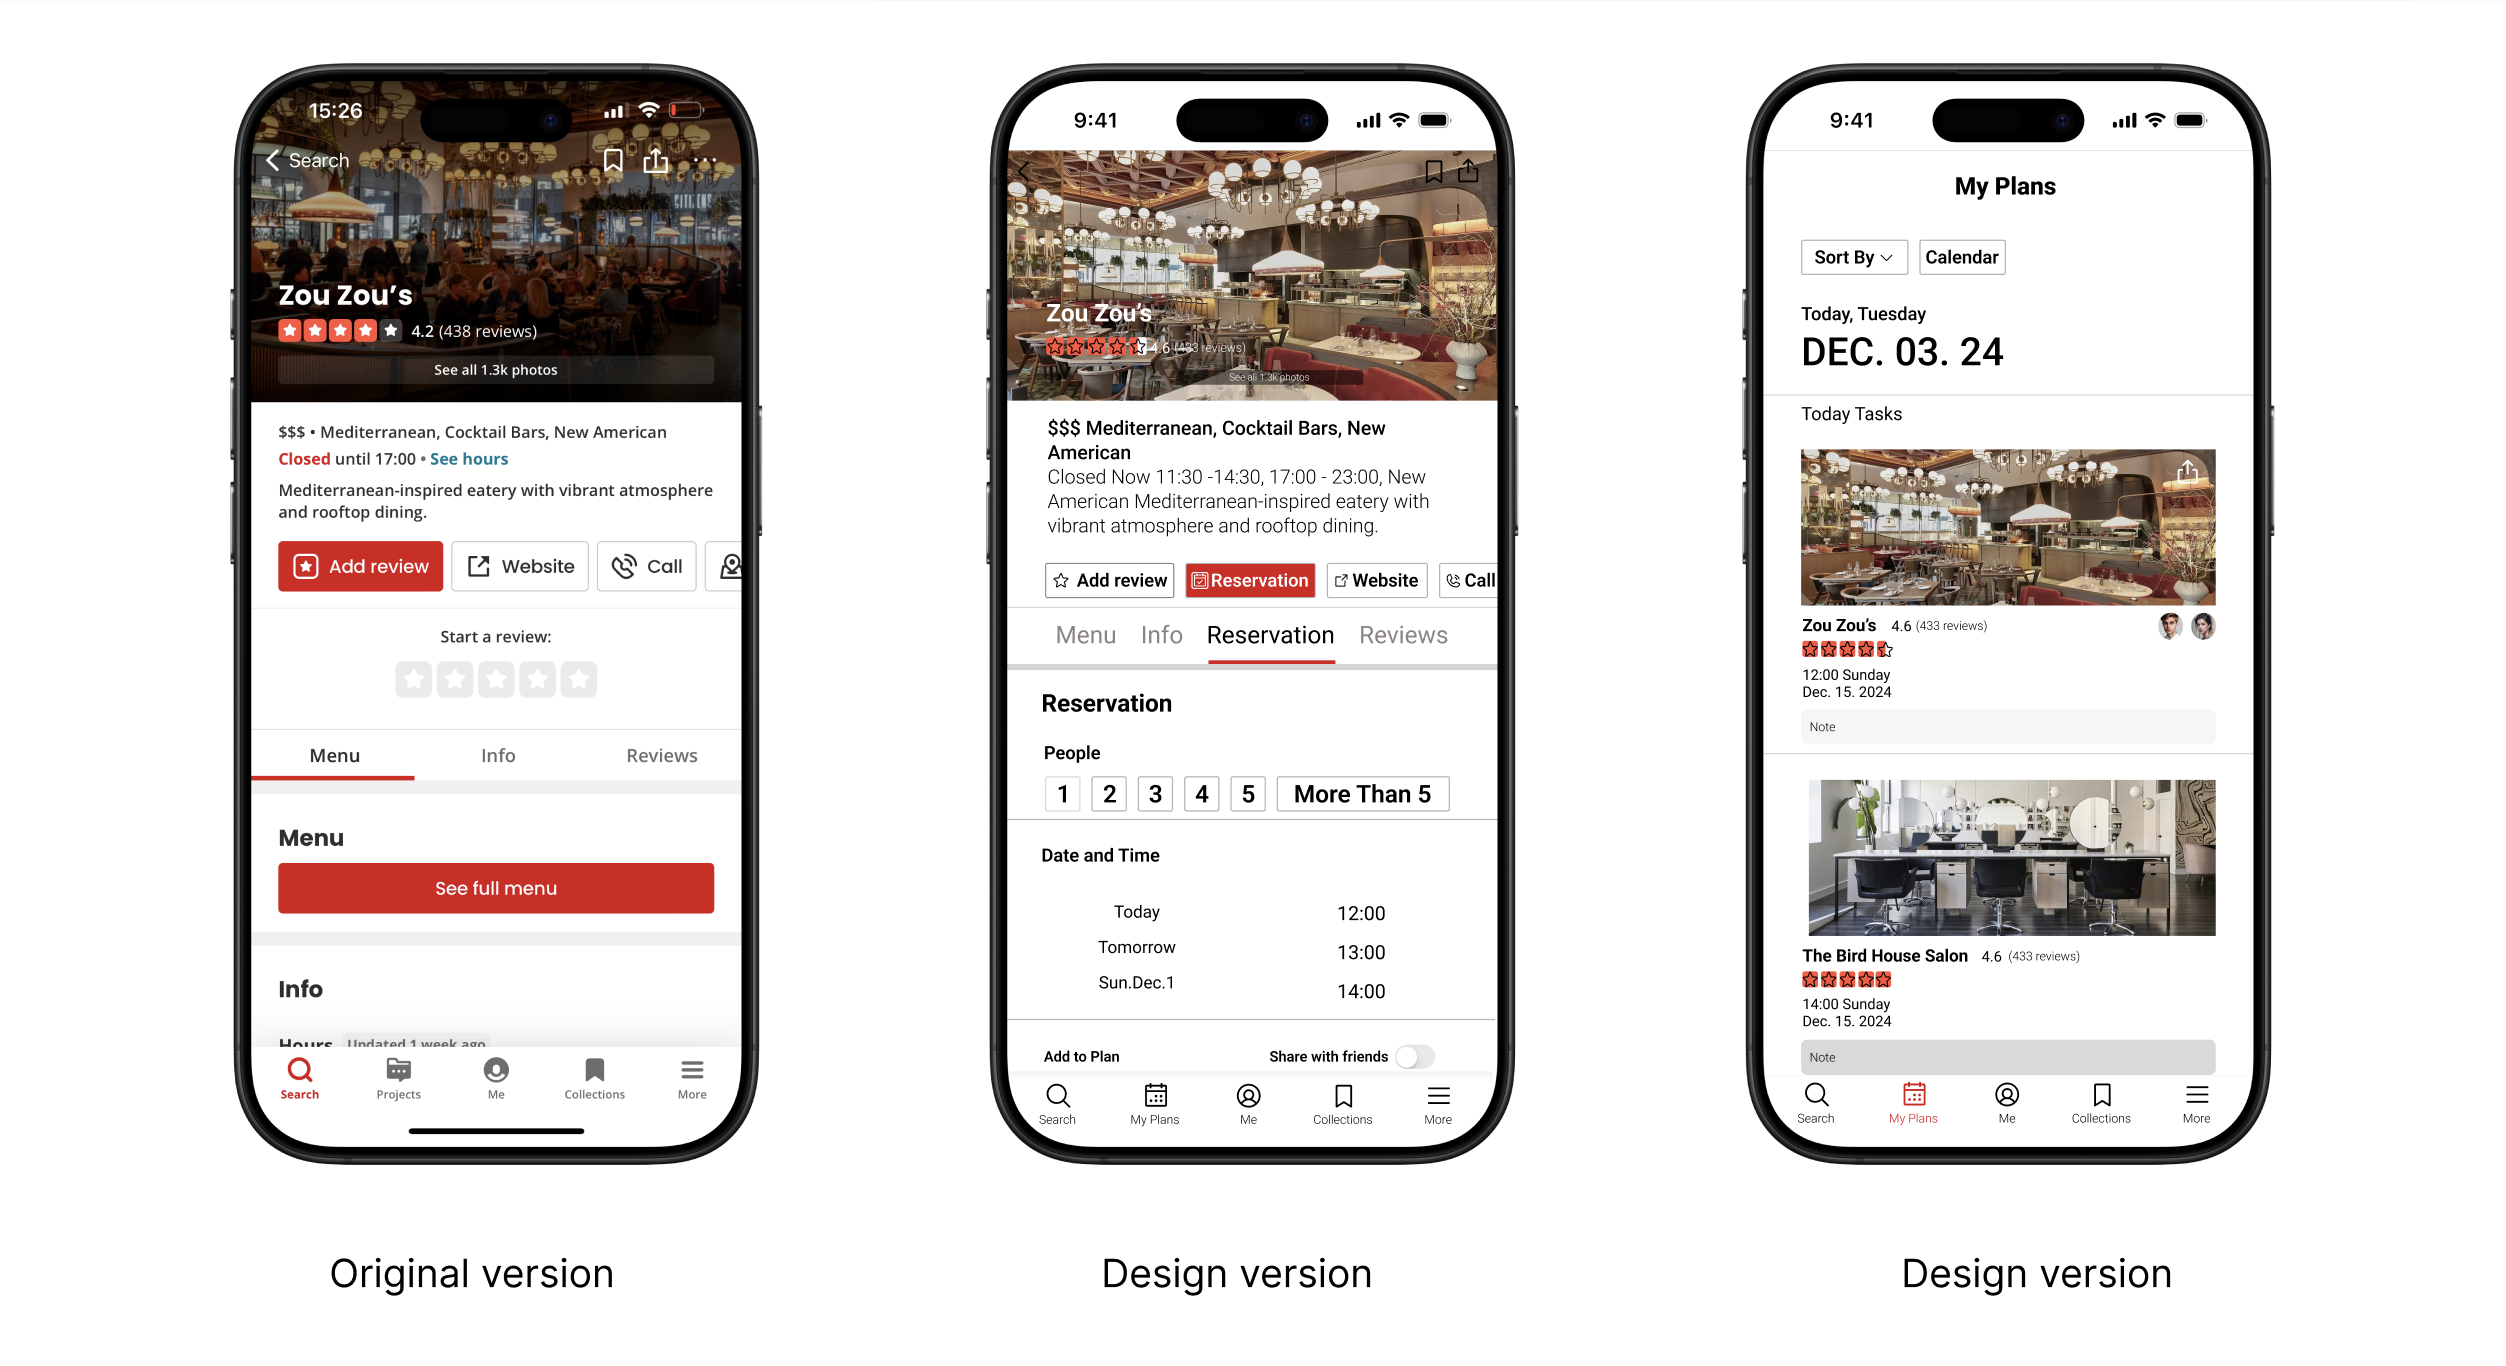 15:26
Search
CITIZENS
Zou Zou's
4.2 (438 reviews)
See all 1.3k photos
$$$ • Mediterranean, Cocktail Bars, New American
Closed until 17:00 • See hours
Mediterranean-inspired eatery with vibrant atmosphere
and rooftop dining.
Add review
Website
Call
Start a review:
Menu
Info
Reviews
Menu
See full menu
Info
Hours Updated 1 week ago
Search
Projects
Me
Collections
More
Original version
9:41
Zou Zou's
4.6 (433 reviews)
See all 1.3k photos
$$$ Mediterranean, Cocktail Bars, New
American
Closed Now 11:30 -14:30, 17:00 - 23:00, New
American Mediterranean-inspired eatery with
vibrant atmosphere and rooftop dining.
Add review
Reservation
Website
Call
Menu
Info
Reservation
Reviews
Reservation
People
1
2
3
4
5
More Than 5
Date and Time
Today
12:00
Tomorrow
13:00
Sun.Dec.1
14:00
Add to Plan
Share with friends
Search
My Plans
Me
Collections
More
Design version
9:41
My Plans
Sort By
Calendar
Today, Tuesday
DEC. 03. 24
Today Tasks
Zou Zou's 4.6 (433 reviews)
12:00 Sunday
Dec. 15. 2024
Note
The Bird House Salon 4.6 (433 reviews)
14:00 Sunday
Dec. 15. 2024
Note
Search
My Plans
Me
Collections
More
Design version